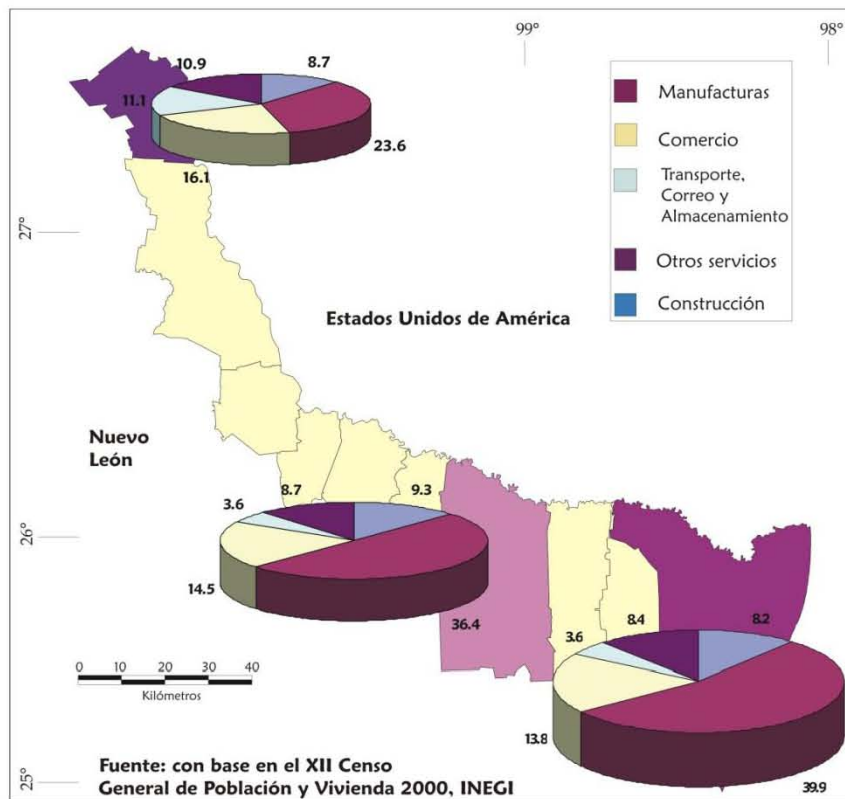 99°
98°
10.9
8.7
11.1
23.6
16.1
Manufacturas
Comercio
Transporte,
Correo y
Almacenamiento
Otros servicios
Construcción
27°
Estados Unidos de América
Nuevo
León
8.7
9.3
3.6
26°
14.5
36.4
3.6
8.4
8.2
0 10 20 30 40
Kilómetros
13.8
39.9
25°
Fuente: con base en el XII Censo
General de Población y Vivienda 2000, INEGI